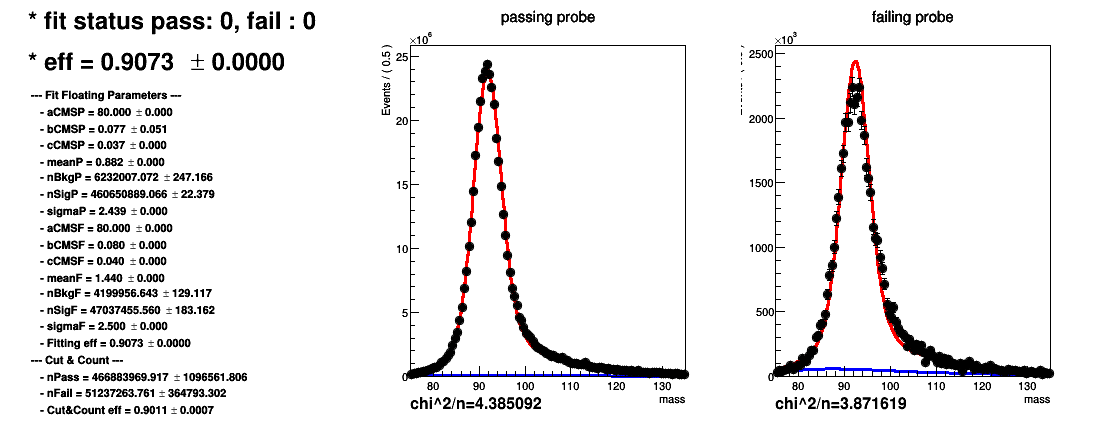 * fit status pass: 0, fail : 0
* eff = 0.9073 ± 0.0000
--- Fit Floating Parameters ---
- aCMSP = 80.000 ± 0.000
- bCMSP = 0.077 ± 0.051
- cCMSP = 0.037 ± 0.000
- meanP = 0.882 ± 0.000
- nBkgP = 6232007.072 ± 247.166
- nSigP = 460650889.066 ± 22.379
- sigmaP = 2.439 ± 0.000
- aCMSF = 80.000 ± 0.000
- bCMSF = 0.080 ± 0.000
- cCMSF = 0.040 ± 0.000
- meanF = 1.440 ± 0.000
- nBkgF = 4199956.643 ± 129.117
- nSigF = 47037455.560 ± 183.162
- sigmaF = 2.500 ± 0.000
- Fitting eff = 0.9073 ± 0.0000
--- Cut & Count ---
- nPass = 466883969.917 ± 1096561.806
- nFail = 51237263.761 ± 364793.302
- Cut&Count eff = 0.9011 ± 0.0007
passing probe
×10^6
Events / ( 0.5 )
25
20
15
10
5
0
80 90 100 110 120 130
mass
chi^2/n=4.385092
failing probe
×10^3
2500
2000
1500
1000
500
0
80 90 100 110 120 130
mass
chi^2/n=3.871619